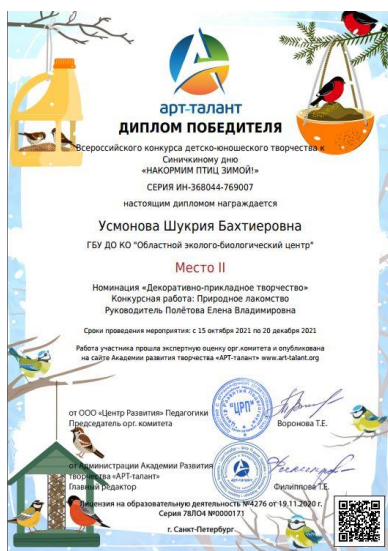 АРТ-ТАЛАНТ
ДИПЛОМ ПОБЕДИТЕЛЯ
Всероссийского конкурса детско-юношеского творчества к
Синичкиному дню
«НАКОРМИМ ПТИЦ ЗИМОЙ!»
СЕРИЯ ИН-368044-769007
настоящим дипломом награждается
Усмонова Шукрия Бахтиеровна
ГБУ ДО КО "Областной эколого-биологический центр"
Место II
Номинация «Декоративно-прикладное творчество»
Конкурсная работа: Природное лакомство
Руководитель Полётова Елена Владимировна
Сроки проведения мероприятия: с 15 октября 2021 по 20 декабря 2021
Работа участника прошла экспертную оценку орг.комитета и опубликована
на сайте Академии развития творчества «АРТ-талант» www.art-talant.org
от ООО «Центр Развития» Педагогики
Председатель орг. комитета
"ЦРП"
Воронова Т.Е.
от Администрации Академии Развития
творчества «АРТ-талант»
Главный редактор
Филиппова Т.Е.
Лицензия на образовательную деятельность №4276 от 19.11.2020 г.
Серия 78ЛО4 №0000171
г. Санкт-Петербург